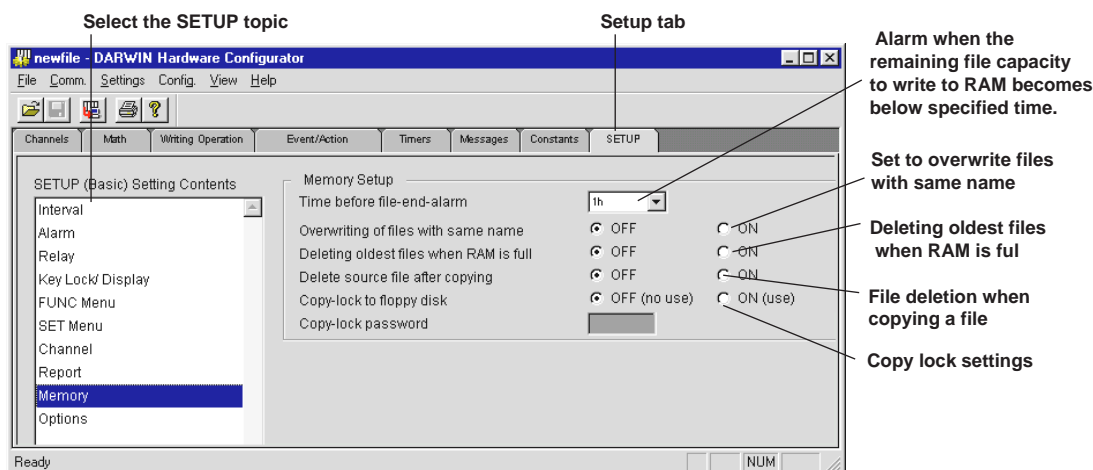 Select the SETUP topic
Setup tab
newfile - DARWIN Hardware Configurator
File Comm. Settings Config. View Help
Channels Math Writing Operation Event/Action Timers Messages Constants SETUP
SETUP (Basic) Setting Contents
Interval
Alarm
Relay
Key Lock/ Display
FUNC Menu
SET Menu
Channel
Report
Memory
Options
Memory Setup
Time before file-end-alarm 1h
Overwriting of files with same name OFF ON
Deleting oldest files when RAM is full OFF ON
Delete source file after copying OFF ON
Copy-lock to floppy disk OFF (no use) ON (use)
Copy-lock password
Ready NUM
Alarm when the
remaining file capacity
to write to RAM becomes
below specified time.
Set to overwrite files
with same name
Deleting oldest files
when RAM is ful
File deletion when
copying a file
Copy lock settings